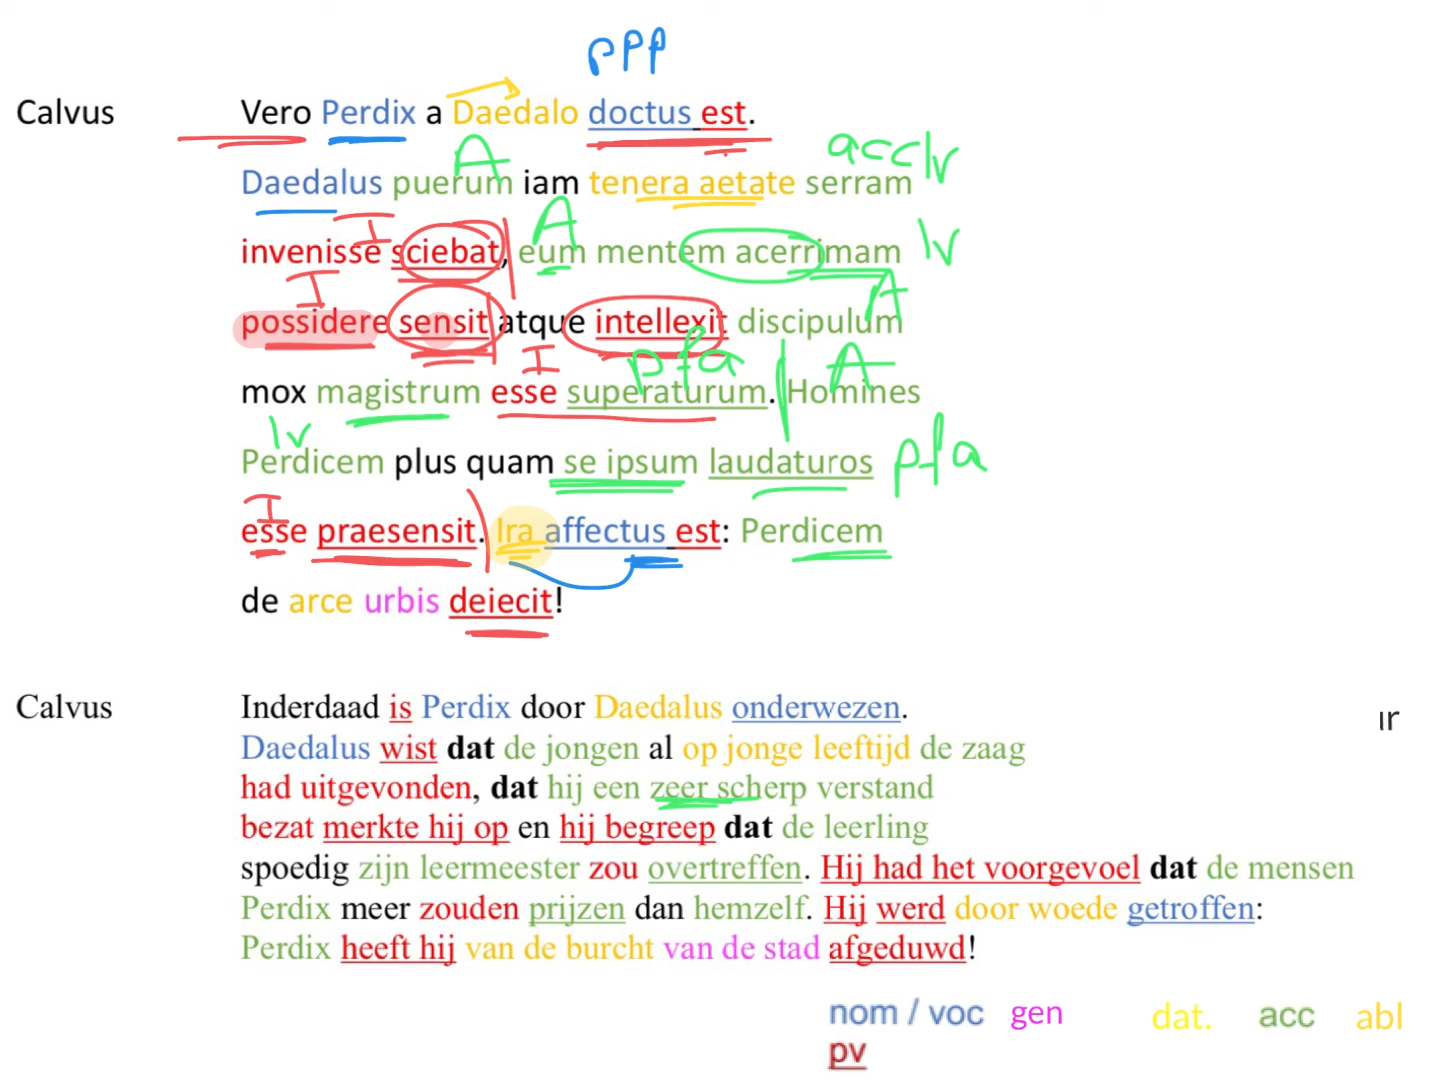 ppp
Calvus Vero Perdix a Daedalo doctus est.
A acc lv
Daedalus puerum iam tenera aetate serram
I A lv
invenisse sciebat, eum mentem acerrimam
I A
possidere sensit atque intellexit discipulum
I pfa A
mox magistrum esse superaturum. Homines
lv
Perdicem plus quam se ipsum laudaturos pfa
I
esse praesensit. Ira affectus est: Perdicem
de arce urbis deiecit!
Calvus Inderdaad is Perdix door Daedalus onderwezen.
Daedalus wist dat de jongen al op jonge leeftijd de zaag
had uitgevonden, dat hij een zeer scherp verstand
bezat merkte hij op en hij begreep dat de leerling
spoedig zijn leermeester zou overtreffen. Hij had het voorgevoel dat de mensen
Perdix meer zouden prijzen dan hemzelf. Hij werd door woede getroffen:
Perdix heeft hij van de burcht van de stad afgeduwd!
nom / voc gen dat. acc abl
pv